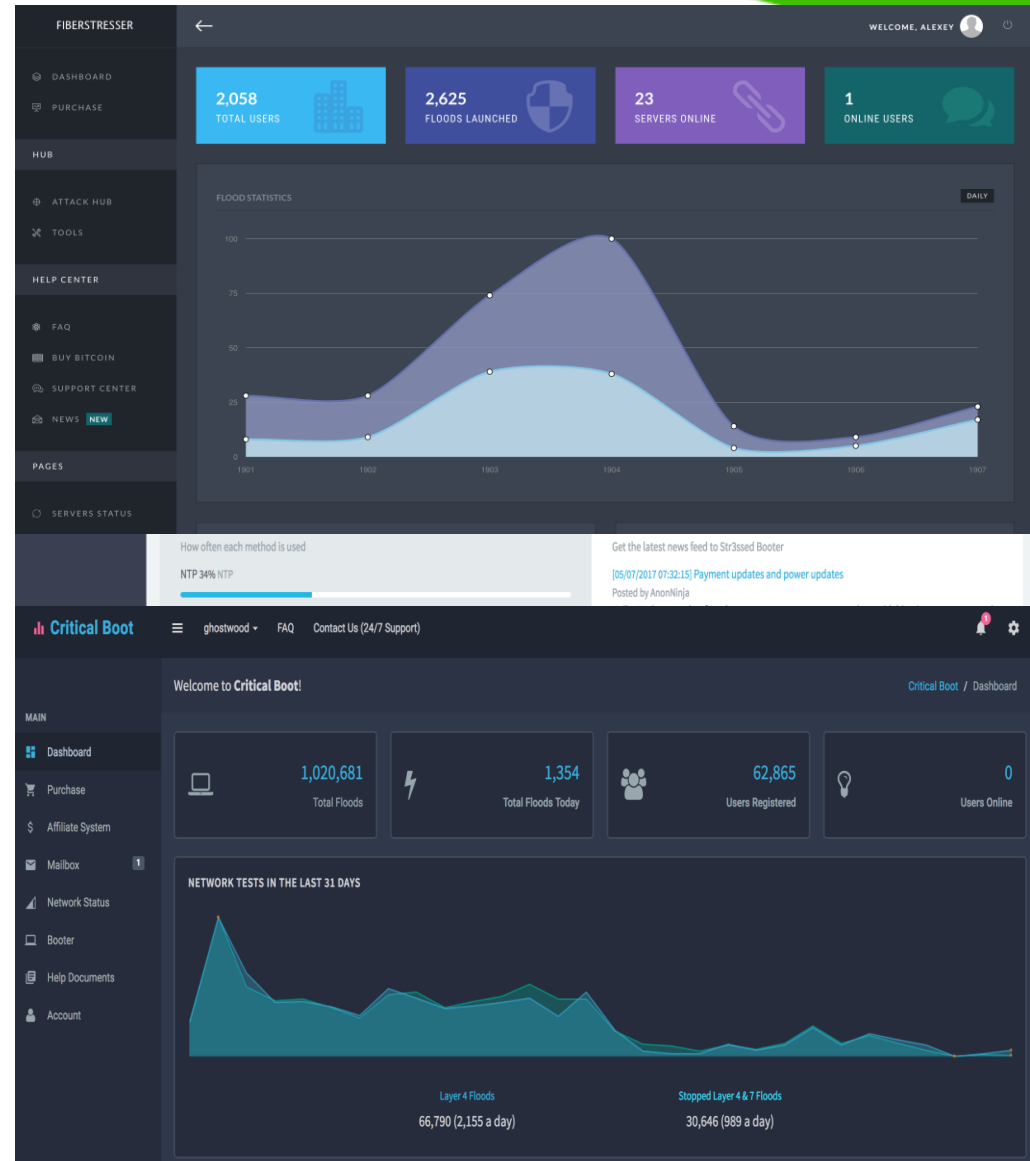 FIBERSTRESSER
WELCOME, ALEXEY
DASHBOARD
PURCHASE
HUB
ATTACK HUB
TOOLS
HELP CENTER
FAQ
BUY BITCOIN
SUPPORT CENTER
NEWS NEW
PAGES
SERVERS STATUS
2,058
TOTAL USERS
2,625
FLOODS LAUNCHED
23
SERVERS ONLINE
1
ONLINE USERS
FLOOD STATISTICS
DAILY
100
75
50
25
0
1901 1902 1903 1904 1905 1906 1907
How often each method is used
NTP 34% NTP
Get the latest news feed to Str3ssed Booter
[05/07/2017 07:32:15] Payment updates and power updates
Posted by AnonNinja
Critical Boot
ghostwood FAQ Contact Us (24/7 Support)
1
Welcome to Critical Boot!
Critical Boot / Dashboard
MAIN
Dashboard
Purchase
Affiliate System
Mailbox 1
Network Status
Booter
Help Documents
Account
1,020,681
Total Floods
1,354
Total Floods Today
62,865
Users Registered
0
Users Online
NETWORK TESTS IN THE LAST 31 DAYS
Layer 4 Floods
66,790 (2,155 a day)
Stopped Layer 4 & 7 Floods
30,646 (989 a day)